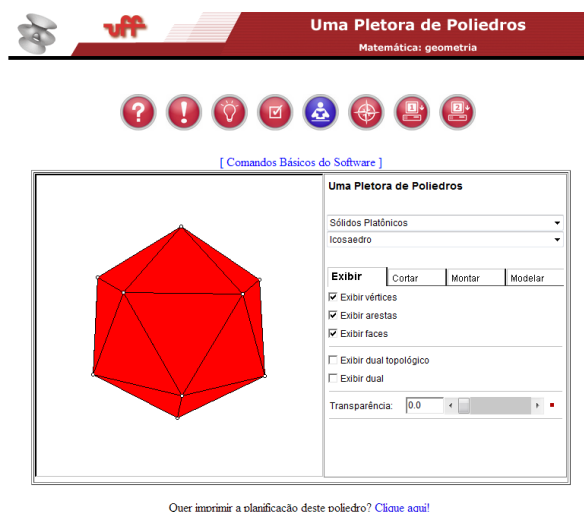 uff
Uma Pletora de Poliedros
Matemática: geometria
? ! 1 2
[ Comandos Básicos do Software ]
Uma Pletora de Poliedros
Sólidos Platônicos
Icosaedro
Exibir Cortar Montar Modelar
Exibir vértices
Exibir arestas
Exibir faces
Exibir dual topológico
Exibir dual
Transparência: 0.0
Quer imprimir a planificação deste poliedro? Clique aqui!